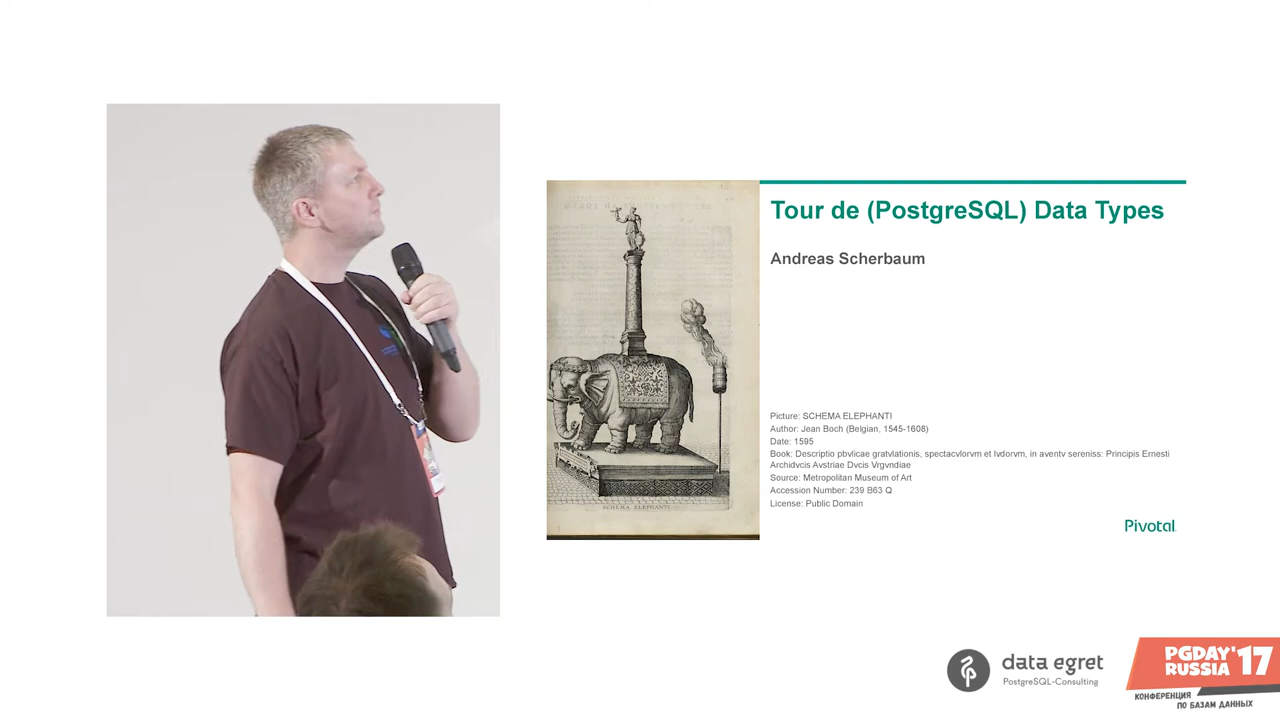 Tour de (PostgreSQL) Data Types
Andreas Scherbaum
SCHEMA ELEPHANTI.
Picture: SCHEMA ELEPHANTI
Author: Jean Boch (Belgian, 1545-1608)
Date: 1595
Book: Descriptio pbvlicae gratvlationis, spectacvlorvm et lvdorvm, in aventv sereniss: Principis Ernesti
Archidvcis Avstriae Dvcis Vrgvndiae
Source: Metropolitan Museum of Art
Accession Number: 239 B63 Q
License: Public Domain
Pivotal
data egret
PostgreSQL-Consulting
PGDAY'17
RUSSIA
КОНФЕРЕНЦИЯ
ПО БАЗАМ ДАННЫХ